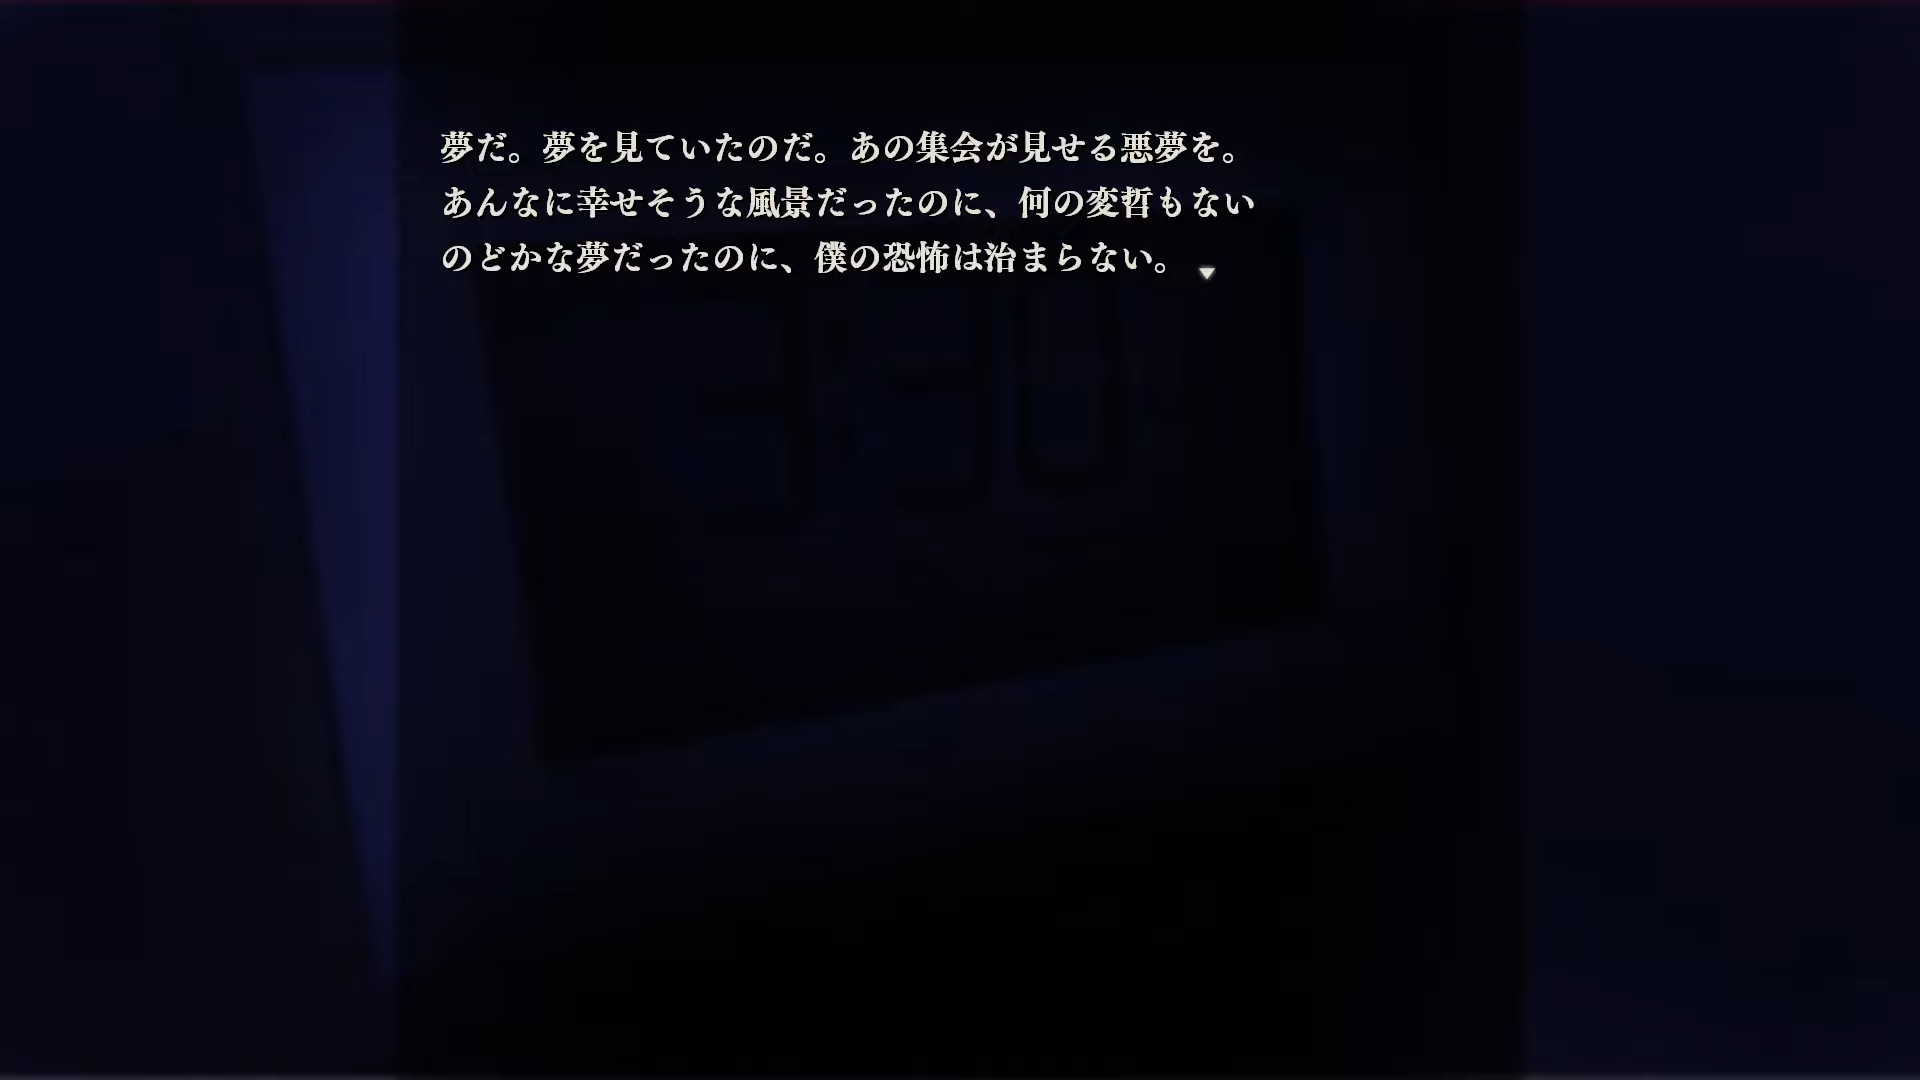 夢だ。夢を見ていたのだ。あの集会が見せる悪夢を。
あんなに幸せそうな風景だったのに、何の変哲もない
のどかな夢だったのに、僕の恐怖は治まらない。
3:30